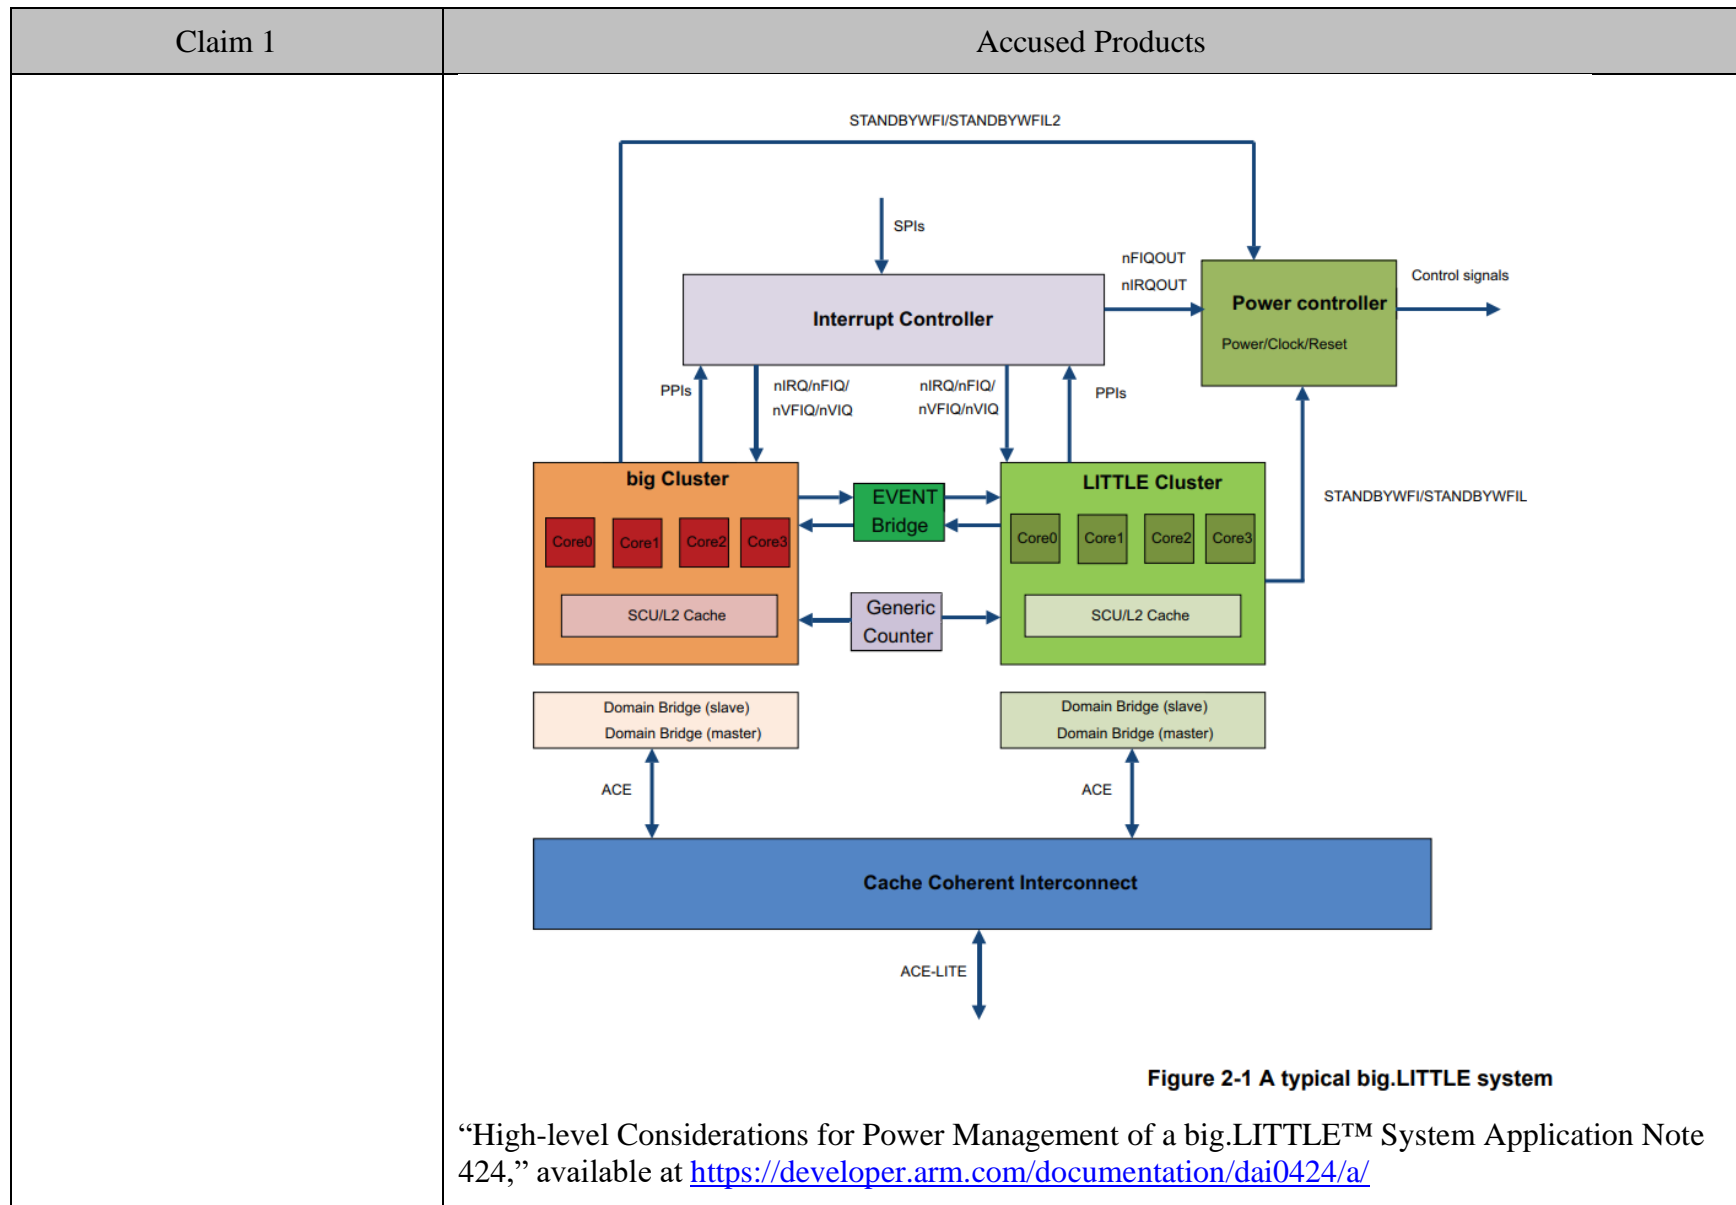 Claim 1
Accused Products
STANDBYWFI/STANDBYWFIL2
SPIs
nFIQOUT
nIRQOUT
Control signals
Interrupt Controller
Power controller
Power/Clock/Reset
PPIs
nIRQ/nFIQ/
nVFIQ/nVIQ
nIRQ/nFIQ/
nVFIQ/nVIQ
PPIs
big Cluster
EVENT
Bridge
LITTLE Cluster
STANDBYWFI/STANDBYWFIL
Core0
Core1
Core2
Core3
Core0
Core1
Core2
Core3
SCU/L2 Cache
Generic
Counter
SCU/L2 Cache
Domain Bridge (slave)
Domain Bridge (master)
Domain Bridge (slave)
Domain Bridge (master)
ACE
ACE
Cache Coherent Interconnect
ACE-LITE
Figure 2-1 A typical big.LITTLE system
“High-level Considerations for Power Management of a big.LITTLE™ System Application Note
424,” available at https://developer.arm.com/documentation/dai0424/a/